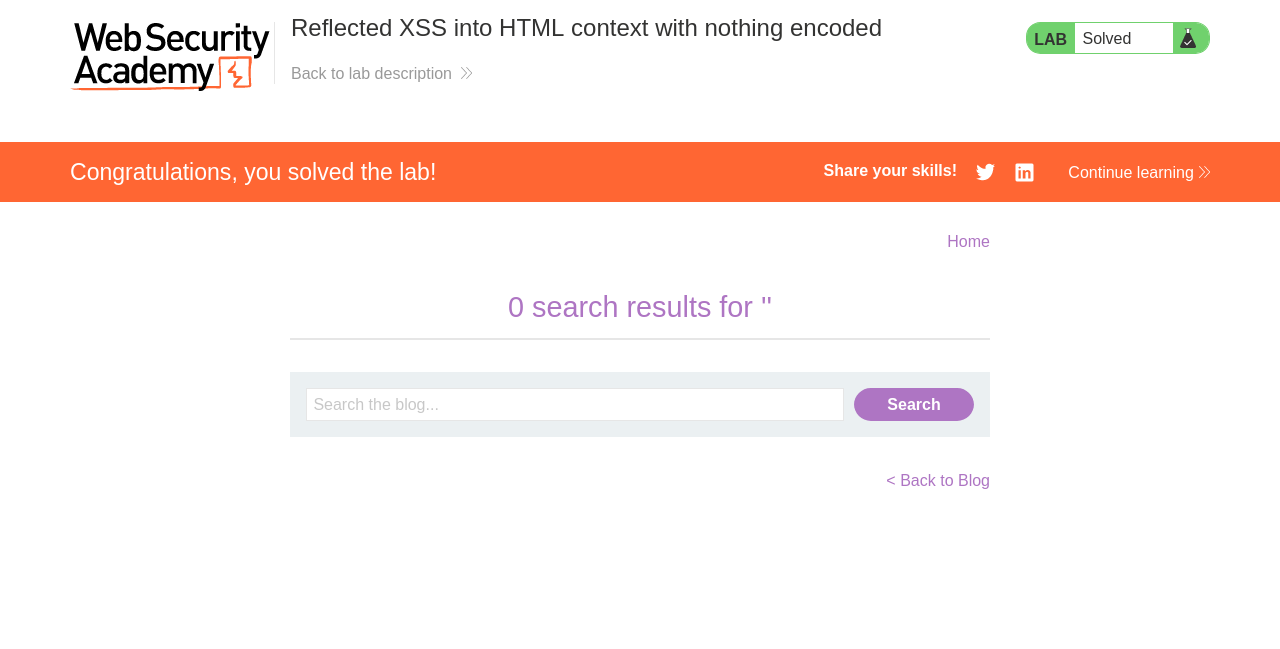 Web Security
Academy
Reflected XSS into HTML context with nothing encoded
Back to lab description
LAB Solved
Congratulations, you solved the lab!
Share your skills!
Continue learning
Home
0 search results for ''
Search the blog...
Search
< Back to Blog